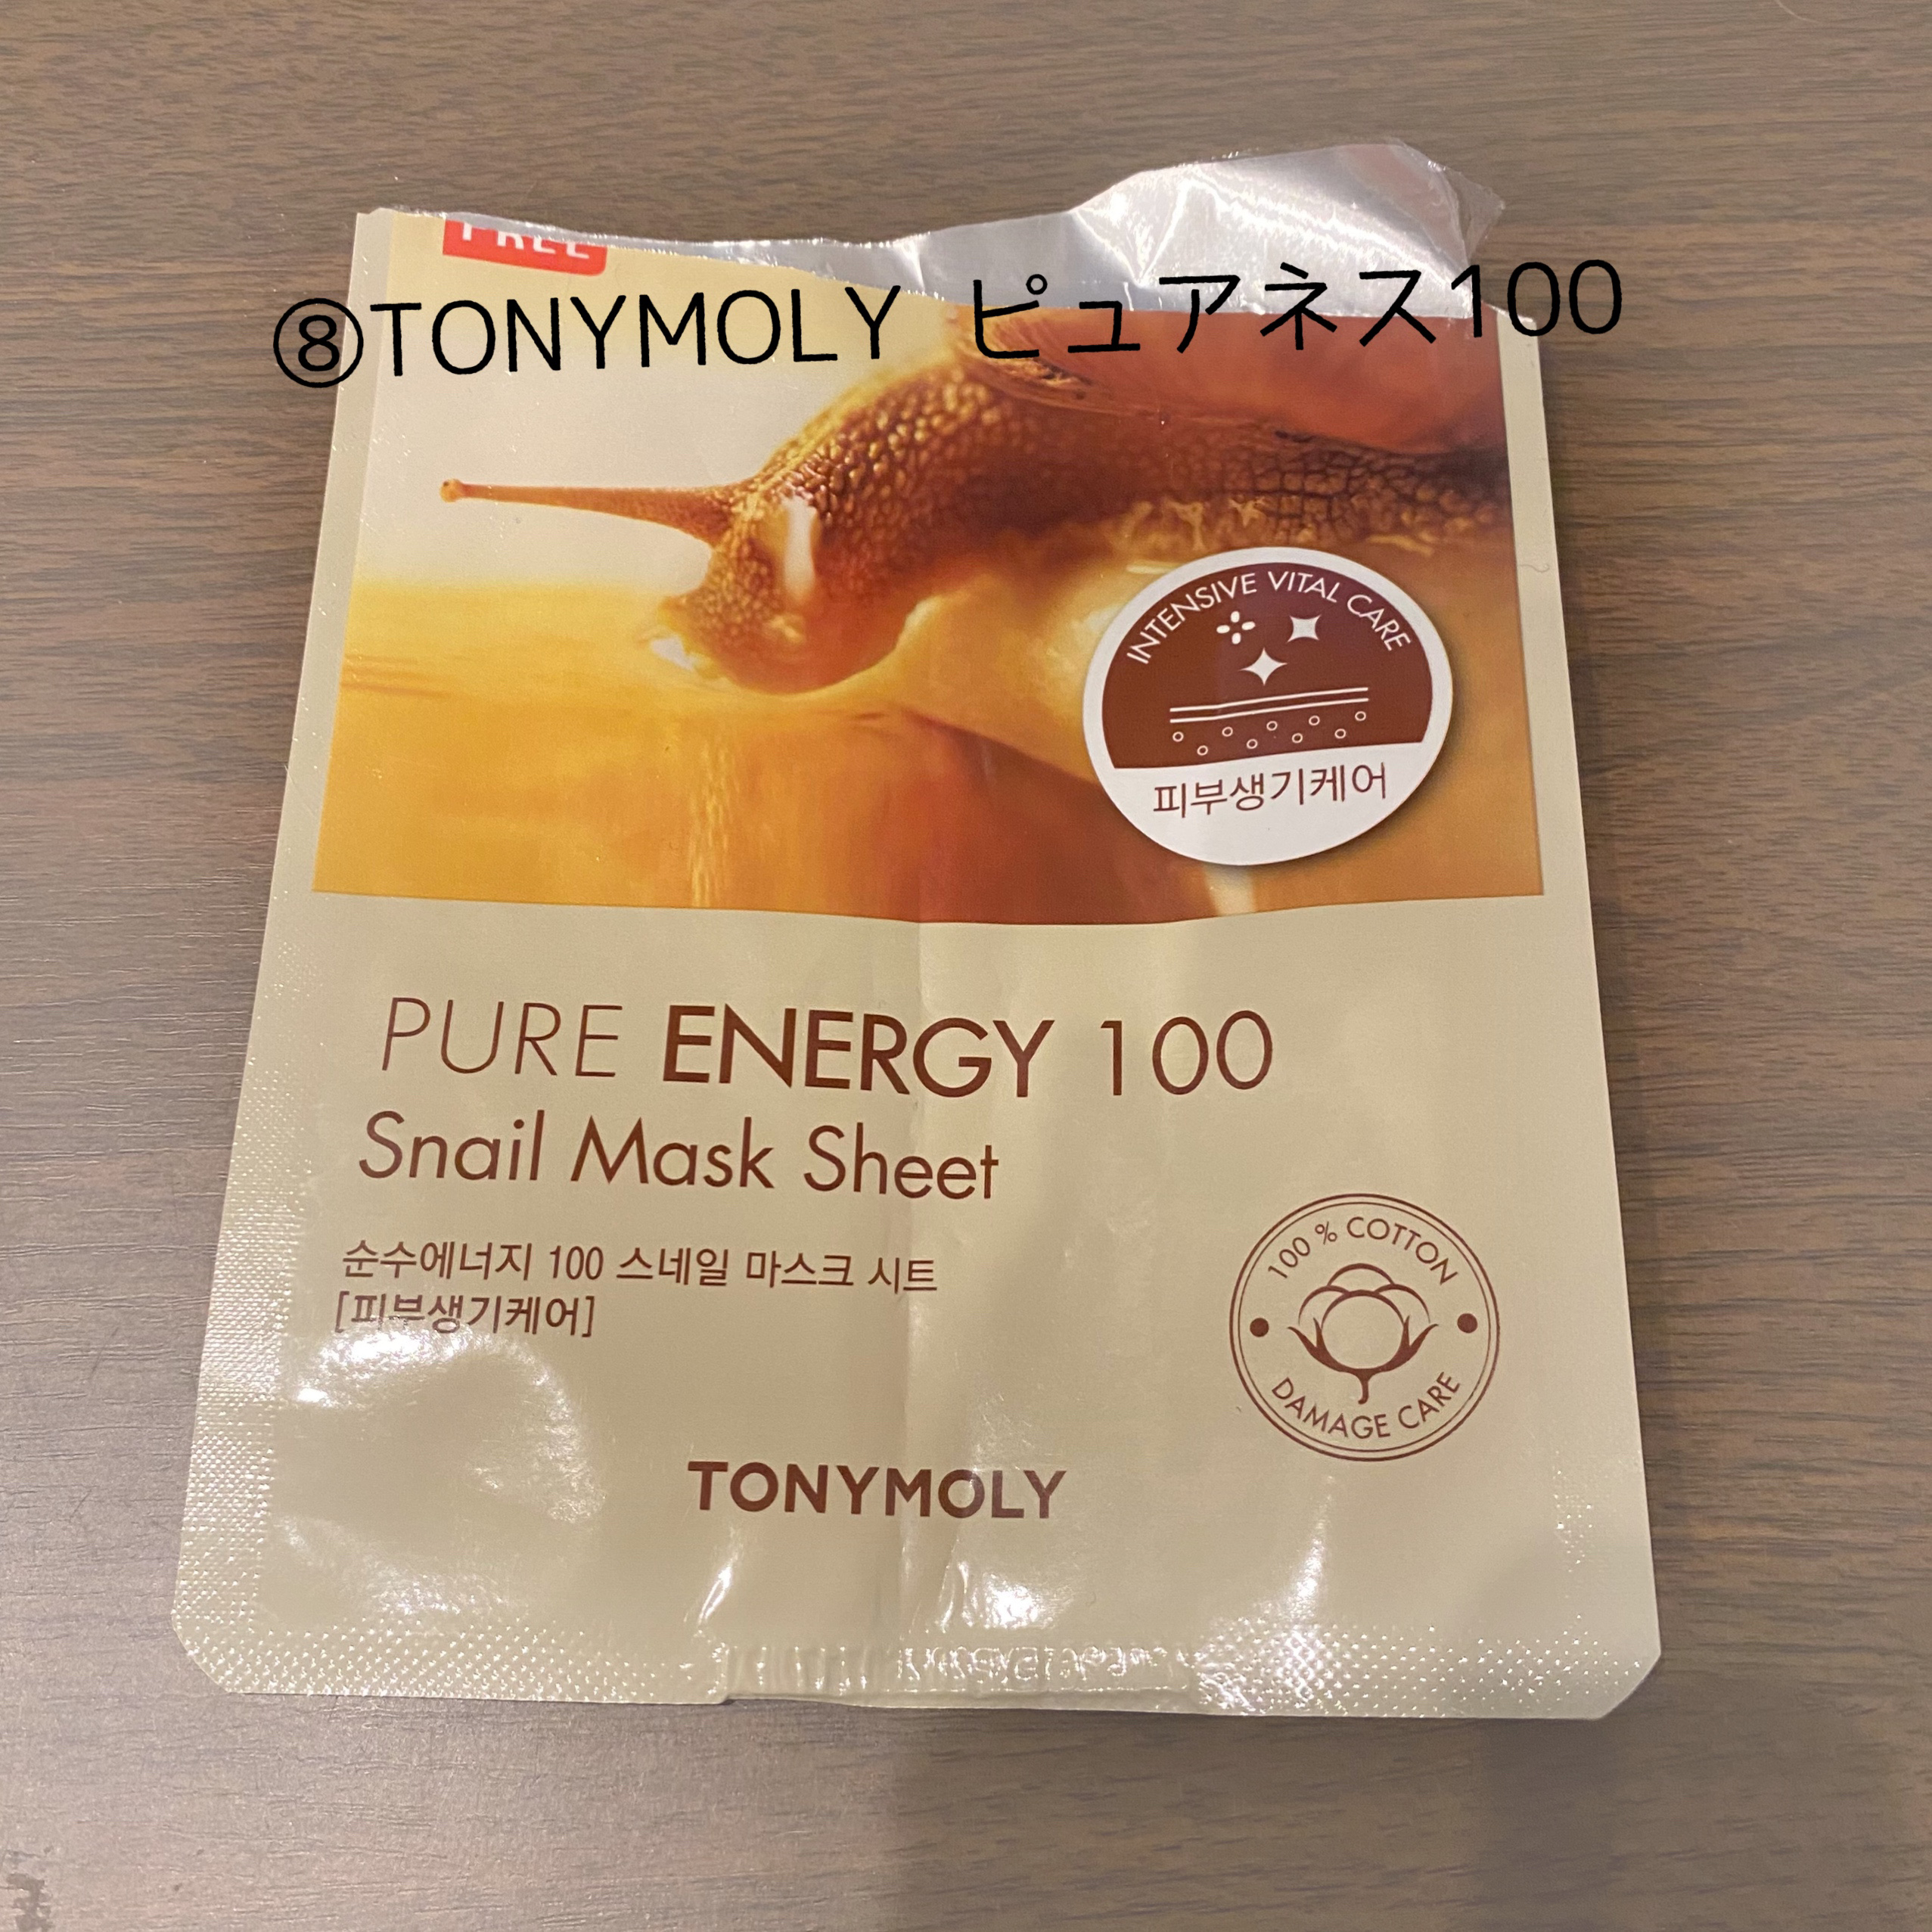 FREE
⑧TONYMOLY ピュアネス100
INTENSIVE VITAL CARE
피부생기케어
PURE ENERGY 100
Snail Mask Sheet
순수에너지 100 스네일 마스크 시트
[피부생기케어]
100 % COTTON
DAMAGE CARE
TONYMOLY